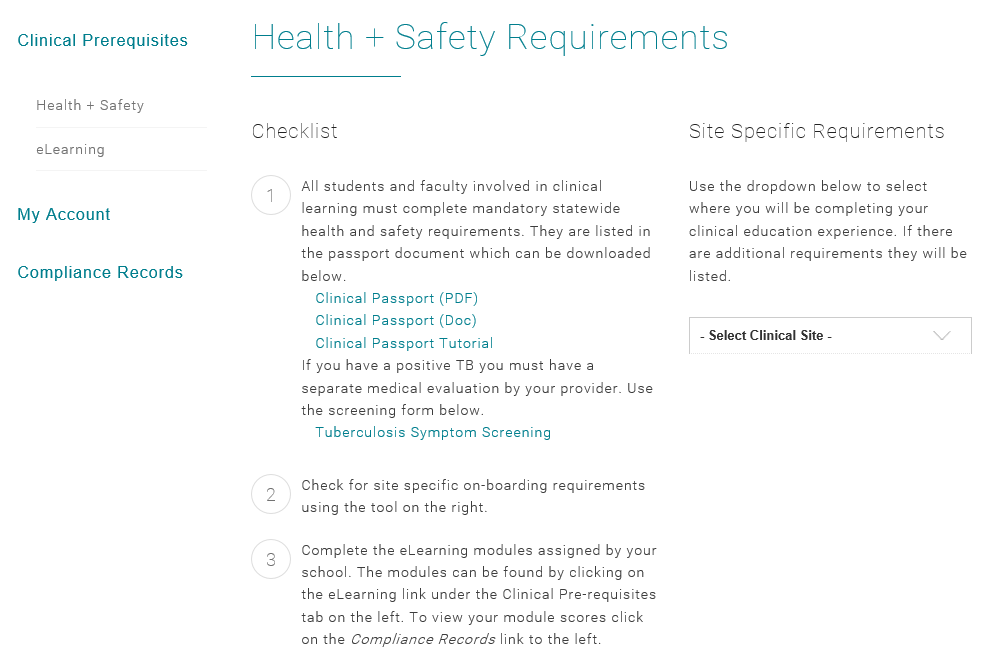 Clinical Prerequisites
Health + Safety
eLearning
My Account
Compliance Records
Health + Safety Requirements
Checklist
1
All students and faculty involved in clinical
learning must complete mandatory statewide
health and safety requirements. They are listed in
the passport document which can be downloaded
below.
Clinical Passport (PDF)
Clinical Passport (Doc)
Clinical Passport Tutorial
If you have a positive TB you must have a
separate medical evaluation by your provider. Use
the screening form below.
Tuberculosis Symptom Screening
2
Check for site specific on-boarding requirements
using the tool on the right.
3
Complete the eLearning modules assigned by your
school. The modules can be found by clicking on
the eLearning link under the Clinical Pre-requisites
tab on the left. To view your module scores click
on the Compliance Records link to the left.
Site Specific Requirements
Use the dropdown below to select
where you will be completing your
clinical education experience. If there
are additional requirements they will be
listed.
- Select Clinical Site -